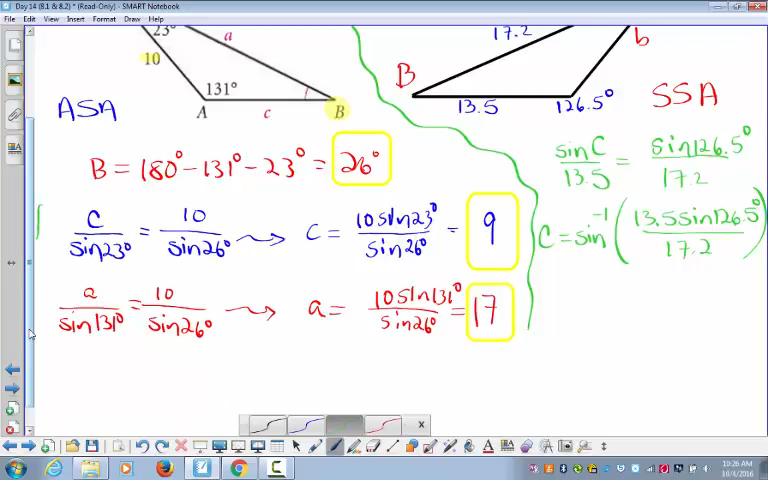 Day 14 (8.1 & 8.2) * (Read-Only) - SMART Notebook
File Edit View Insert Format Tools Draw Help
23°
a
10
131°
A
c
B
ASA
17.2
b
B
13.5
126.5°
SSA
B = 180° - 131° - 23° = 26°
c/sin23° = 10/sin26° → c = 10sin23°/sin26° = 9
a/sin131° = 10/sin26° → a = 10sin131°/sin26° = 17
sinC/13.5 = sin126.5°/17.2
C = sin⁻¹(13.5sin126.5°/17.2)
10:26 AM
10/4/2016